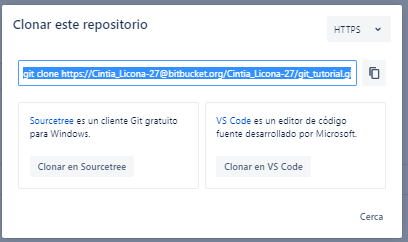 Clonar este repositorio
HTTPS
git clone https://Cintia_Licona-27@bitbucket.org/Cintia_Licona-27/git_tutorial.gi
Sourcetree es un cliente Git gratuito
para Windows.
Clonar en Sourcetree
VS Code es un editor de código
fuente desarrollado por Microsoft.
Clonar en VS Code
Cerca